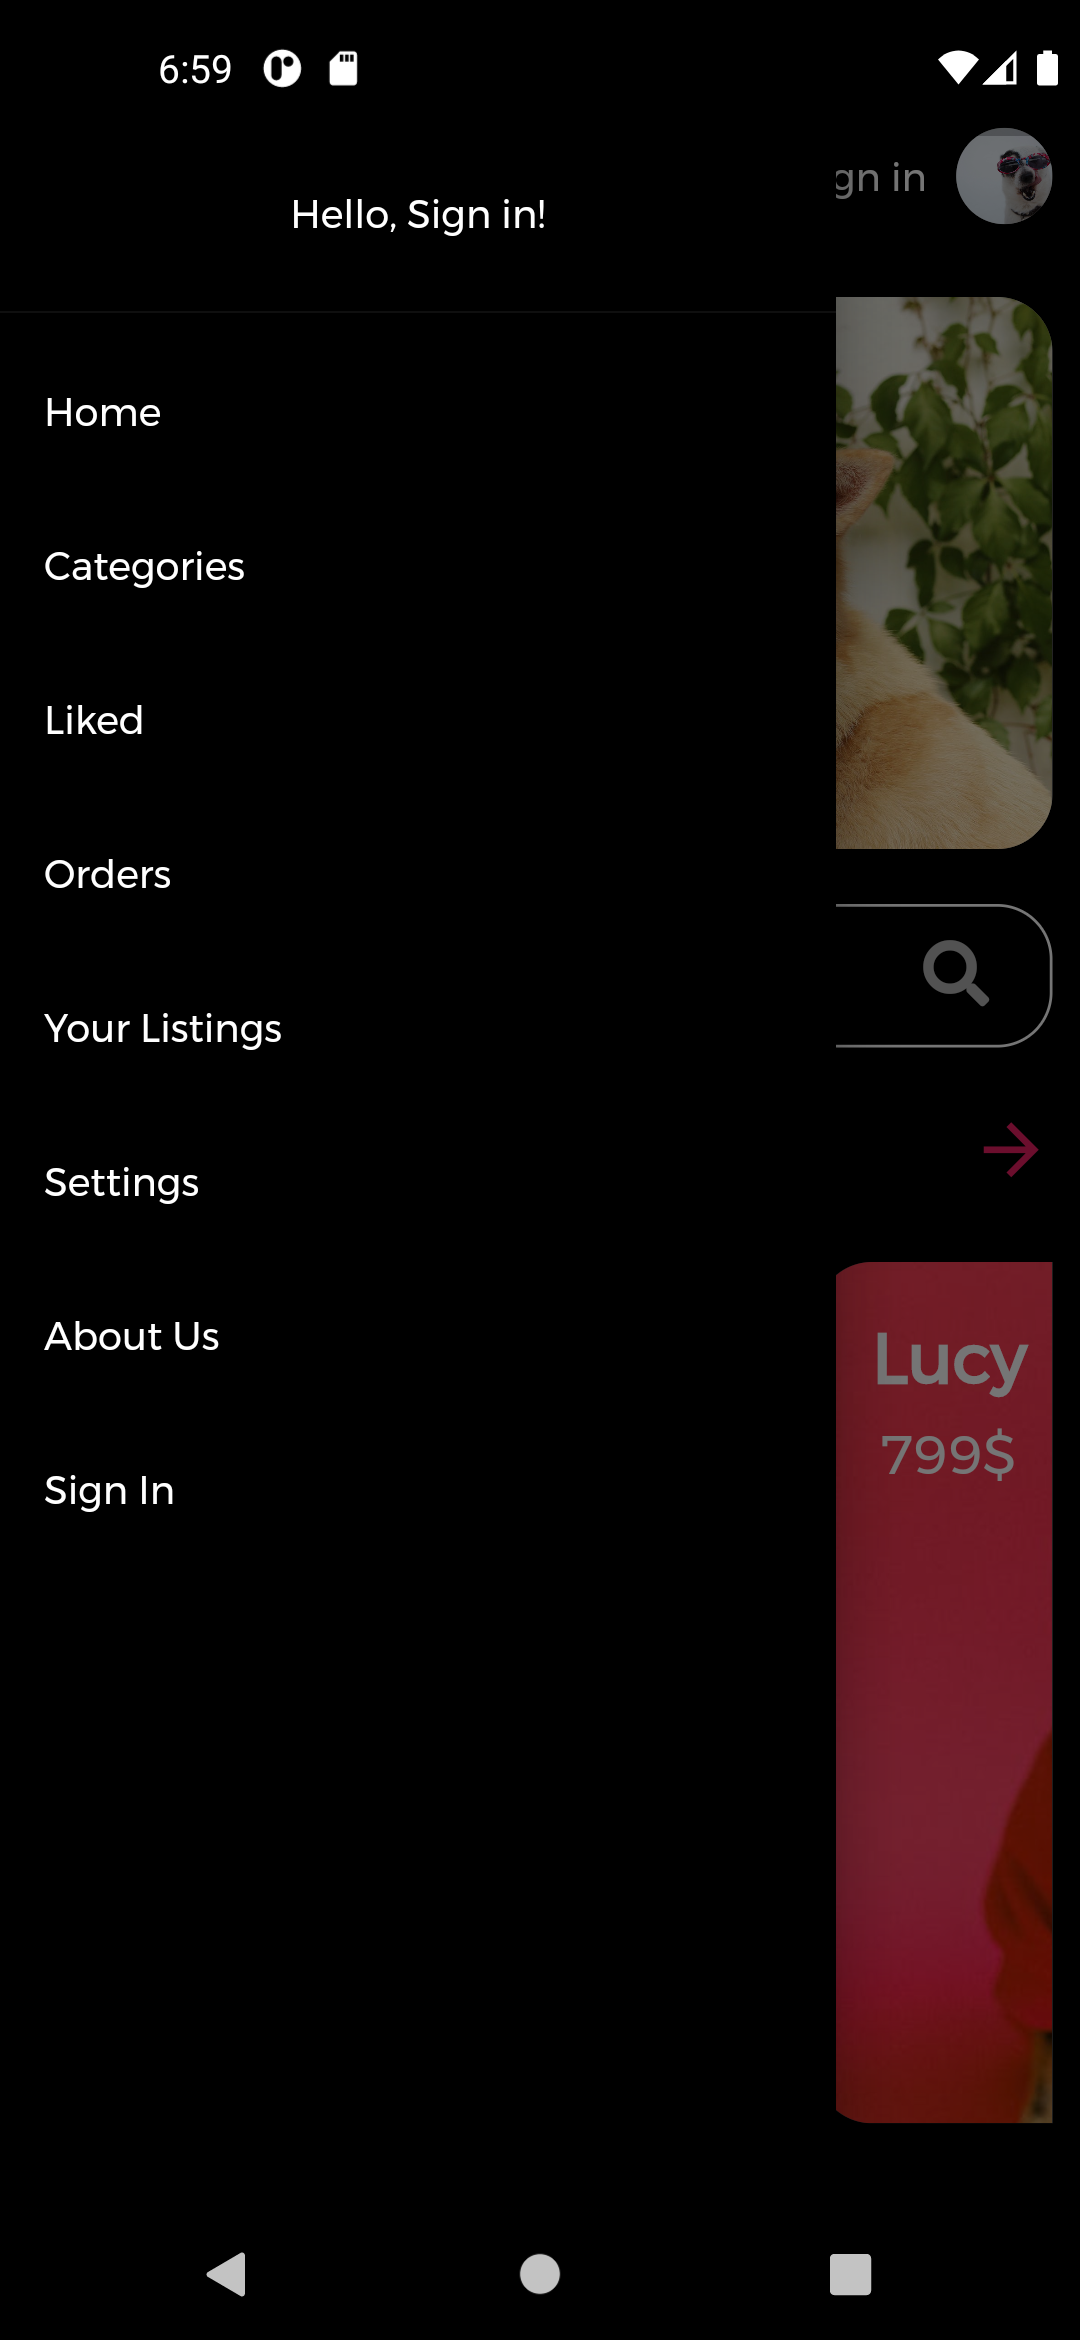 6:59
gn in
Hello, Sign in!
Home
Categories
Liked
Orders
Your Listings
Settings
About Us
Sign In
Lucy
799$